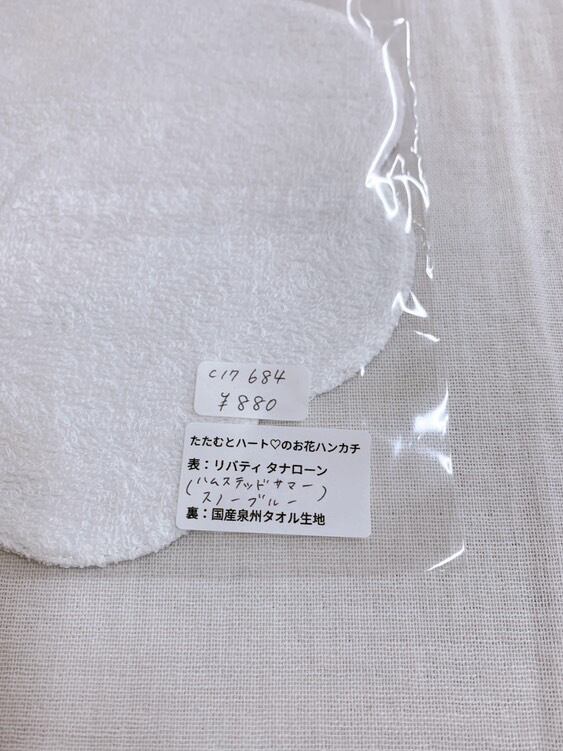 C17 684
¥880
たたむとハート♡のお花ハンカチ
表：リバティ タナローン
(ハムステッドサマー
スノーブルー)
裏：国産泉州タオル生地